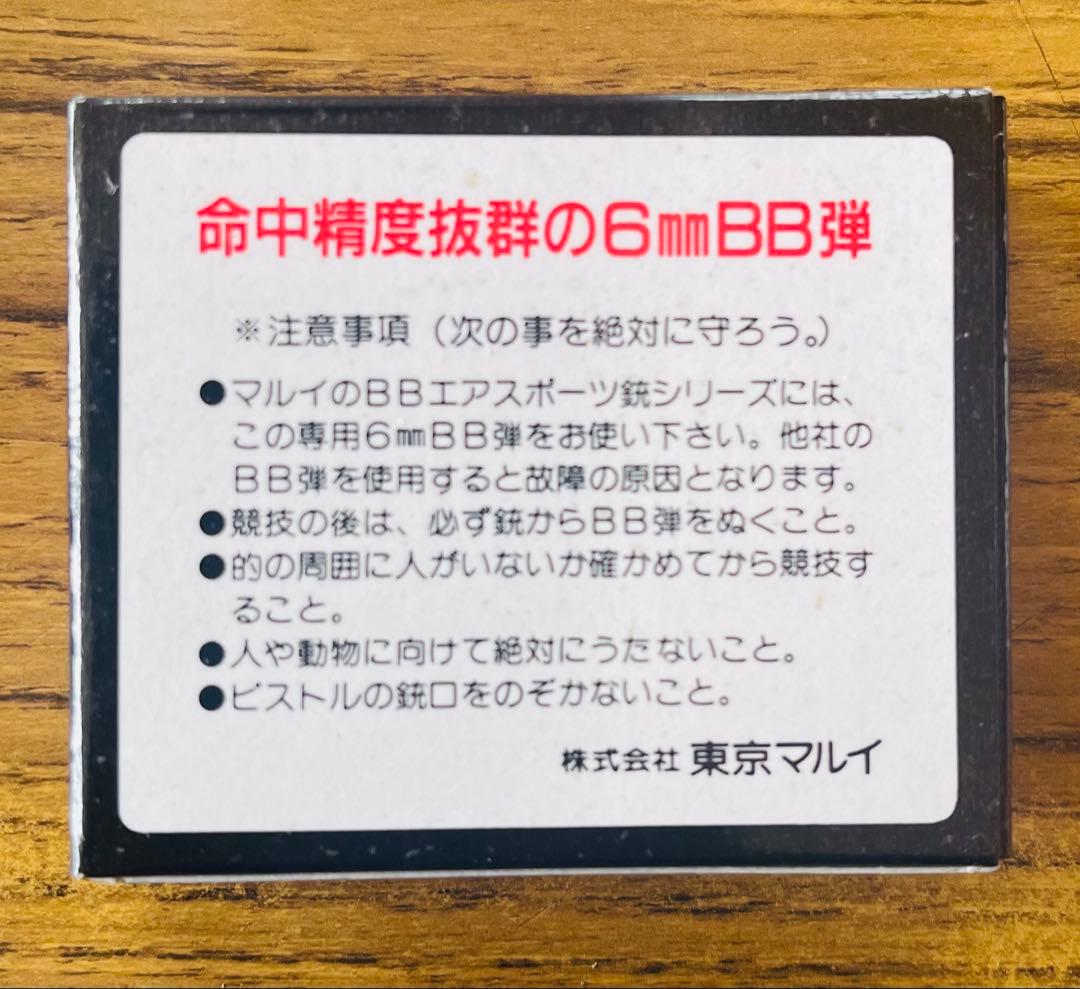 命中精度抜群の6㎜BB弾
※注意事項（次の事を絶対に守ろう。）
●マルイのBBエアスポーツ銃シリーズには、
この専用6㎜BB弾をお使い下さい。他社の
BB弾を使用すると故障の原因となります。
●競技の後は、必ず銃からBB弾をぬくこと。
●的の周囲に人がいないか確かめてから競技す
ること。
●人や動物に向けて絶対にうたないこと。
●ピストルの銃口をのぞかないこと。
株式会社 東京マルイ